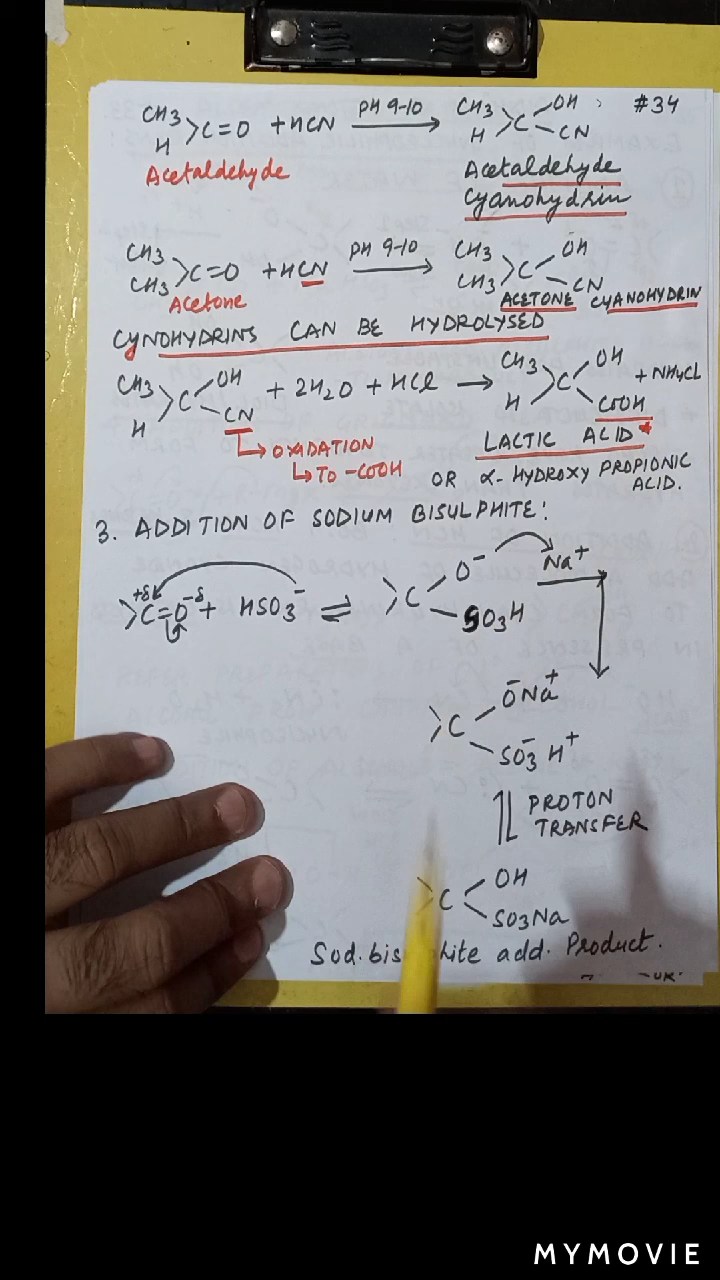 #34
CH3 H >C=O +HCN PH 9-10 → CH3 H >C OH CN
Acetaldehyde Acetaldehyde
Cyanohydrin
CH3 CH3 >C=O +HCN PH 9-10 → CH3 CH3 >C OH CN
Acetone ACETONE CYANOHYDRIN
CYNOHYDRINS CAN BE HYDROLYSED
CH3 H >C OH CN + 2H2O + HCl → CH3 H >C OH COOH + NH4Cl
OXIDATION LACTIC ACID *
TO -COOH OR α-HYDROXY PROPIONIC
ACID.
3. ADDITION OF SODIUM BISULPHITE:
+δ >C=O -δ + HSO3⁻ ⇌ >C O⁻ SO3H Na+
>C ŌNa+ SO3⁻ H+
⇌ PROTON
TRANSFER
>C OH SO3Na
Sod. add. Product.
MYMOVIE